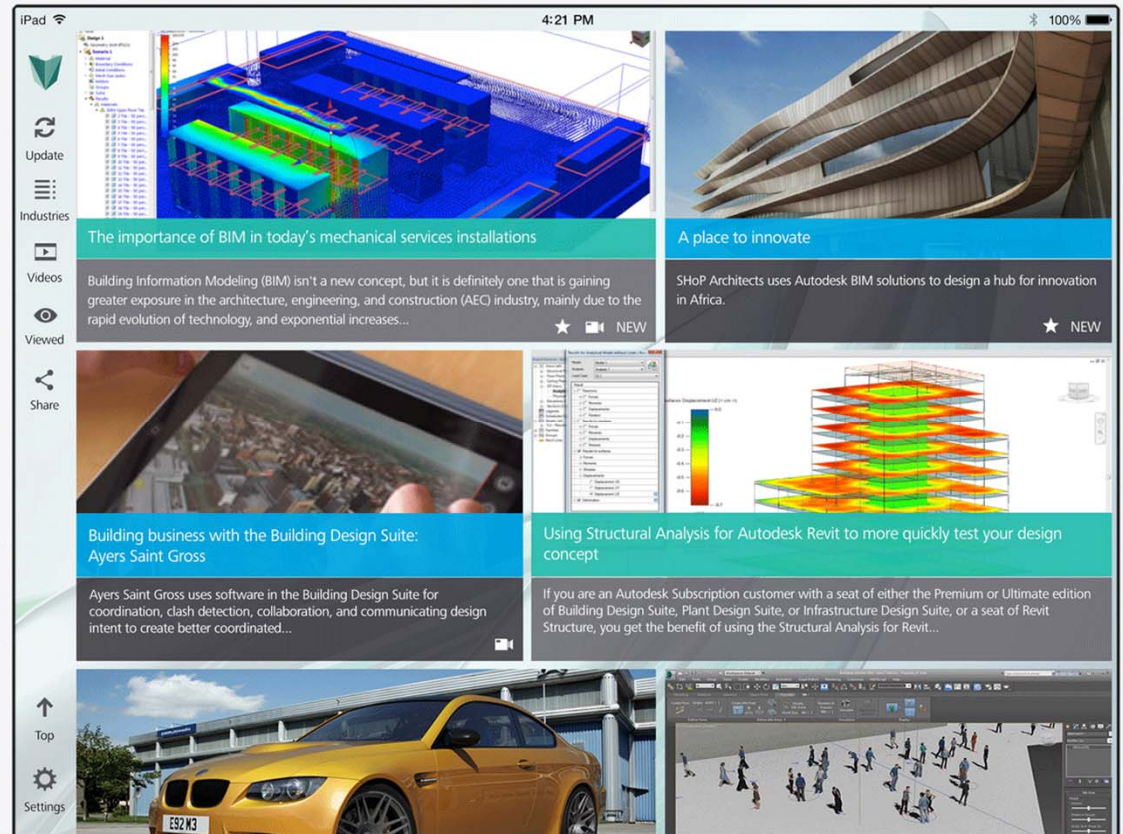 iPad
4:21 PM
100%
Update
Industries
Videos
Viewed
Share
Top
Settings
The importance of BIM in today's mechanical services installations
Building Information Modeling (BIM) isn't a new concept, but it is definitely one that is gaining
greater exposure in the architecture, engineering, and construction (AEC) industry, mainly due to the
rapid evolution of technology, and exponential increases...
NEW
A place to innovate
SHoP Architects uses Autodesk BIM solutions to design a hub for innovation
in Africa.
NEW
Building business with the Building Design Suite:
Ayers Saint Gross
Ayers Saint Gross uses software in the Building Design Suite for
coordination, clash detection, collaboration, and communicating design
intent to create better coordinated...
Using Structural Analysis for Autodesk Revit to more quickly test your design
concept
If you are an Autodesk Subscription customer with a seat of either the Premium or Ultimate edition
of Building Design Suite, Plant Design Suite, or Infrastructure Design Suite, or a seat of Revit
Structure, you get the benefit of using the Structural Analysis for Revit...
E92 M3